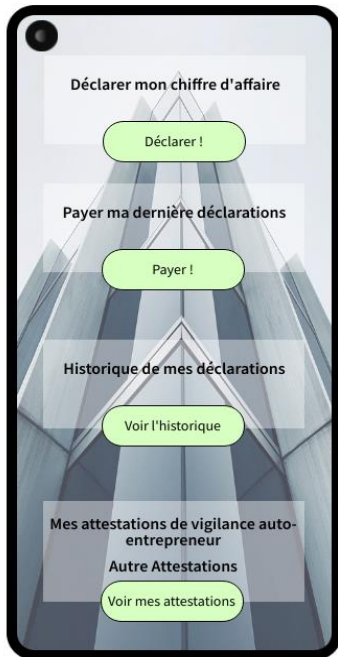 Déclarer mon chiffre d'affaire
Déclarer !
Payer ma dernière déclarations
Payer !
Historique de mes déclarations
Voir l'historique
Mes attestations de vigilance auto-
entrepreneur
Autre Attestations
Voir mes attestations